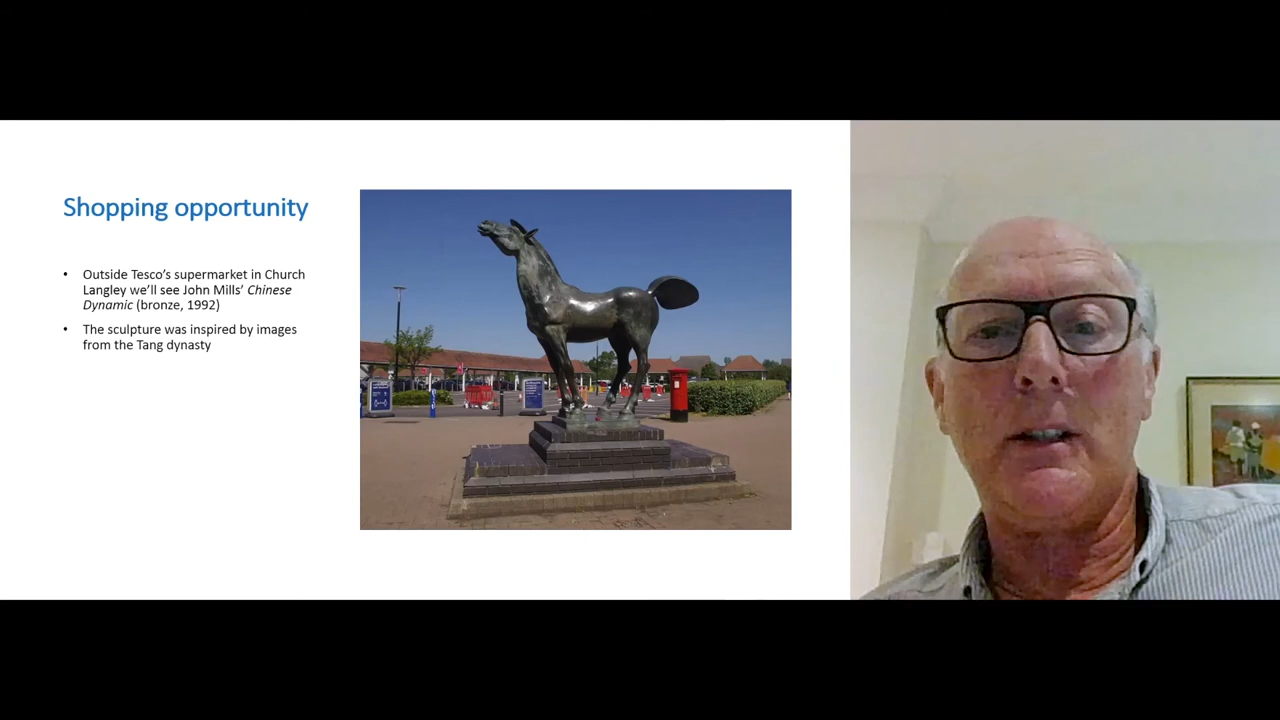 Shopping opportunity
• Outside Tesco's supermarket in Church
Langley we'll see John Mills' Chinese
Dynamic (bronze, 1992)
• The sculpture was inspired by images
from the Tang dynasty